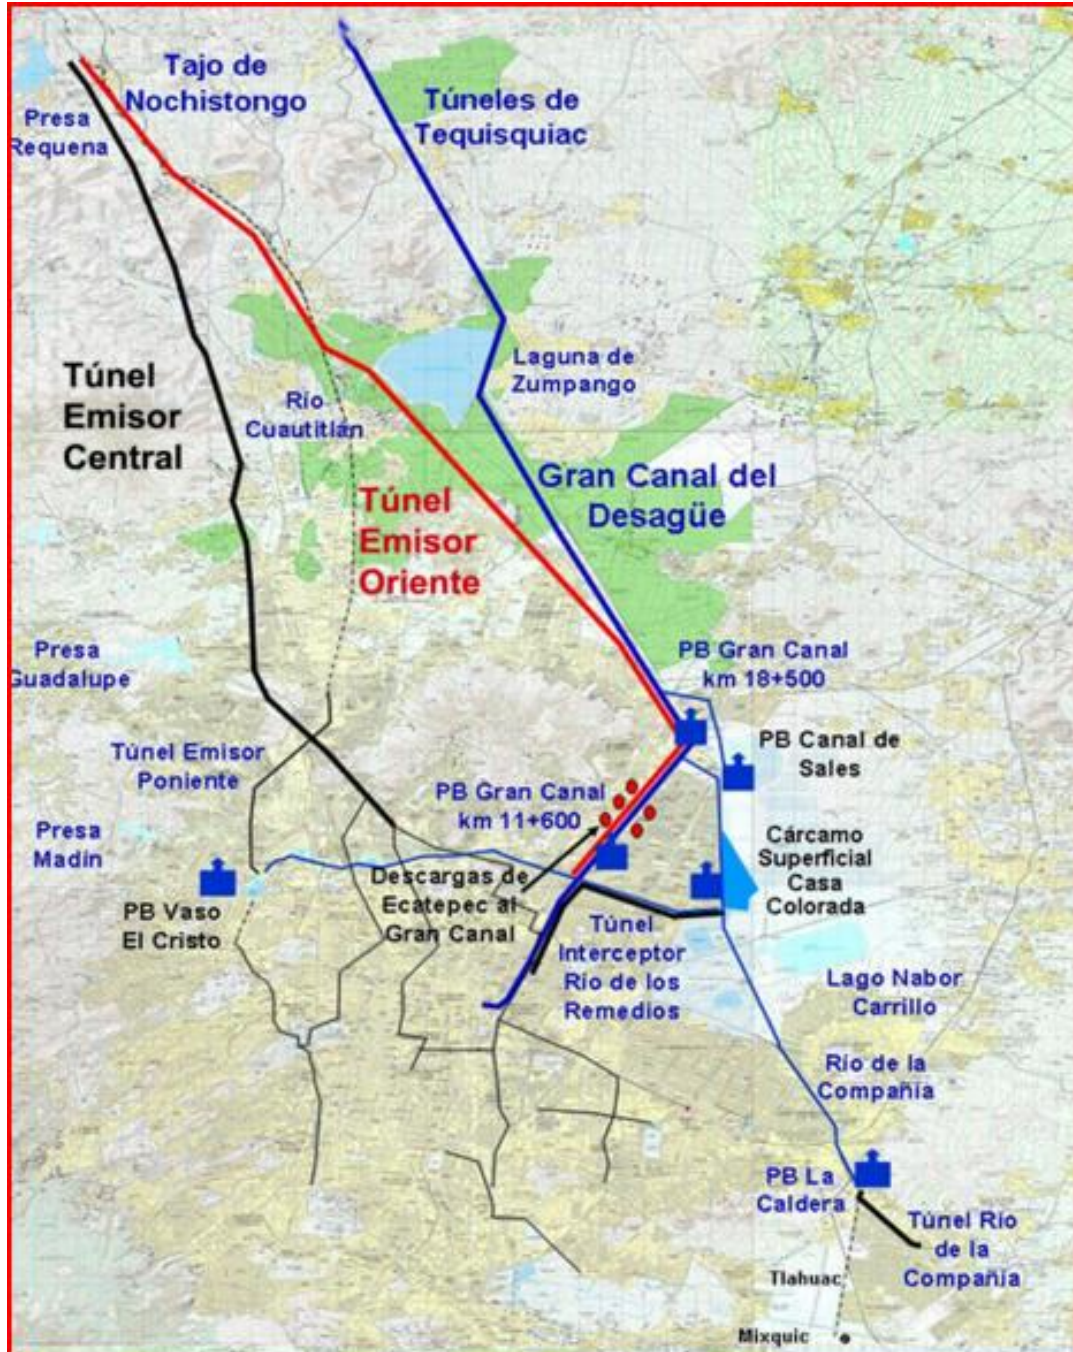 Tajo de
Nochistongo
Túneles de
Tequisquiac
Presa
Requena
Laguna de
Zumpango
Túnel
Emisor
Central
Río
Cuautitlán
Gran Canal del
Desagüe
Túnel
Emisor
Oriente
Presa
Guadalupe
PB Gran Canal
km 18+500
Túnel Emisor
Poniente
PB Canal de
Sales
PB Gran Canal
km 11+600
Presa
Madín
Cárcamo
Superficial
Casa
Colorada
Descargas de
Ecatepec al
Gran Canal
PB Vaso
El Cristo
Túnel
Interceptor
Río de los
Remedios
Lago Nabor
Carrillo
Río de la
Compañía
PB La
Caldera
Túnel Río
de la
Compañía
Tlahuac
Mixquic